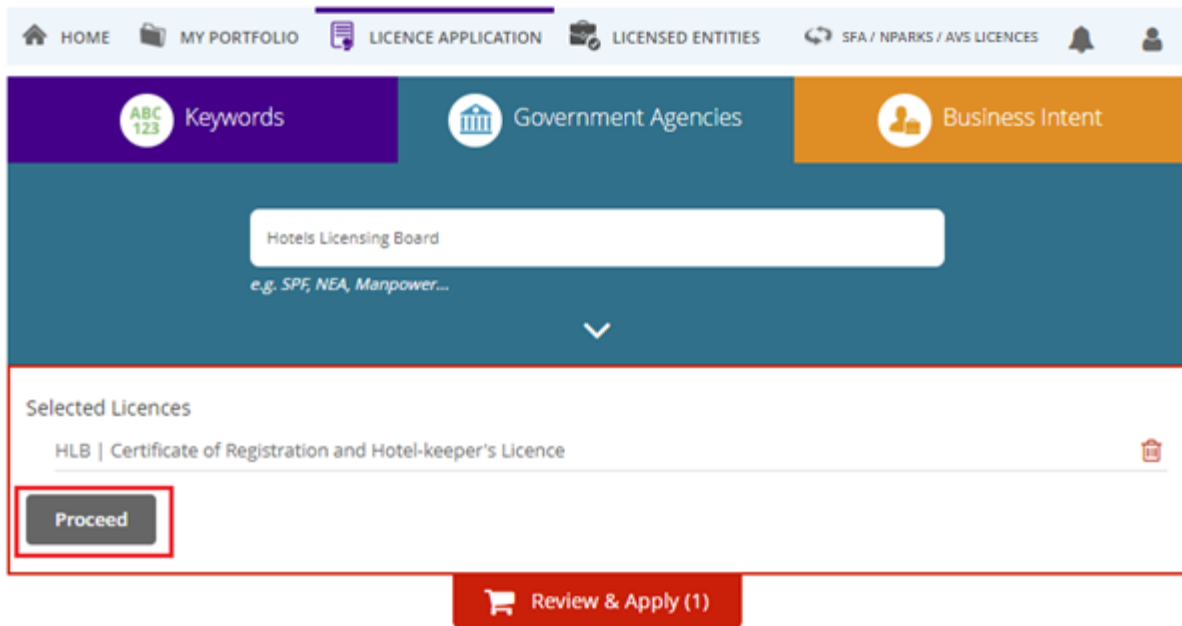 HOME MY PORTFOLIO LICENCE APPLICATION LICENSED ENTITIES SFA / NPARKS / AVS LICENCES
ABC 123 Keywords Government Agencies Business Intent
Hotels Licensing Board
e.g. SPF, NEA, Manpower...
Selected Licences
HLB | Certificate of Registration and Hotel-keeper's Licence
Proceed
Review & Apply (1)